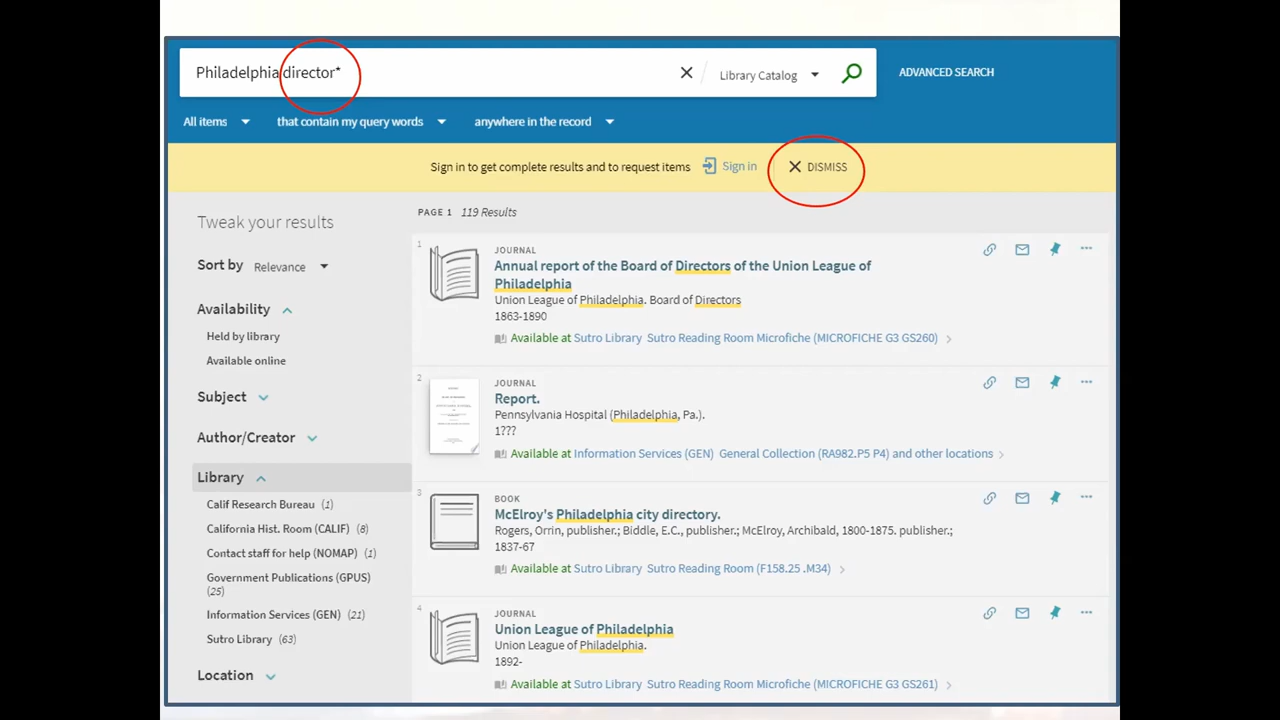 Philadelphia director*
Library Catalog
ADVANCED SEARCH
All items
that contain my query words
anywhere in the record
Sign in to get complete results and to request items
Sign in
DISMISS
Tweak your results
Sort by Relevance
Availability
Held by library
Available online
Subject
Author/Creator
Library
Calif Research Bureau (1)
California Hist. Room (CALIF) (8)
Contact staff for help (NOMAP) (1)
Government Publications (GPUS)
(25)
Information Services (GEN) (21)
Sutro Library (63)
Location
PAGE 1 119 Results
1
JOURNAL
Annual report of the Board of Directors of the Union League of
Philadelphia
Union League of Philadelphia. Board of Directors
1863-1890
Available at Sutro Library Sutro Reading Room Microfiche (MICROFICHE G3 GS260)
2
JOURNAL
Report.
Pennsylvania Hospital (Philadelphia, Pa.).
1???
Available at Information Services (GEN) General Collection (RA982.P5 P4) and other locations
3
BOOK
McElroy's Philadelphia city directory.
Rogers, Orrin, publisher.; Biddle, E.C., publisher.; McElroy, Archibald, 1800-1875. publisher.;
1837-67
Available at Sutro Library Sutro Reading Room (F158.25 .M34)
4
JOURNAL
Union League of Philadelphia
Union League of Philadelphia.
1892-
Available at Sutro Library Sutro Reading Room Microfiche (MICROFICHE G3 GS261)